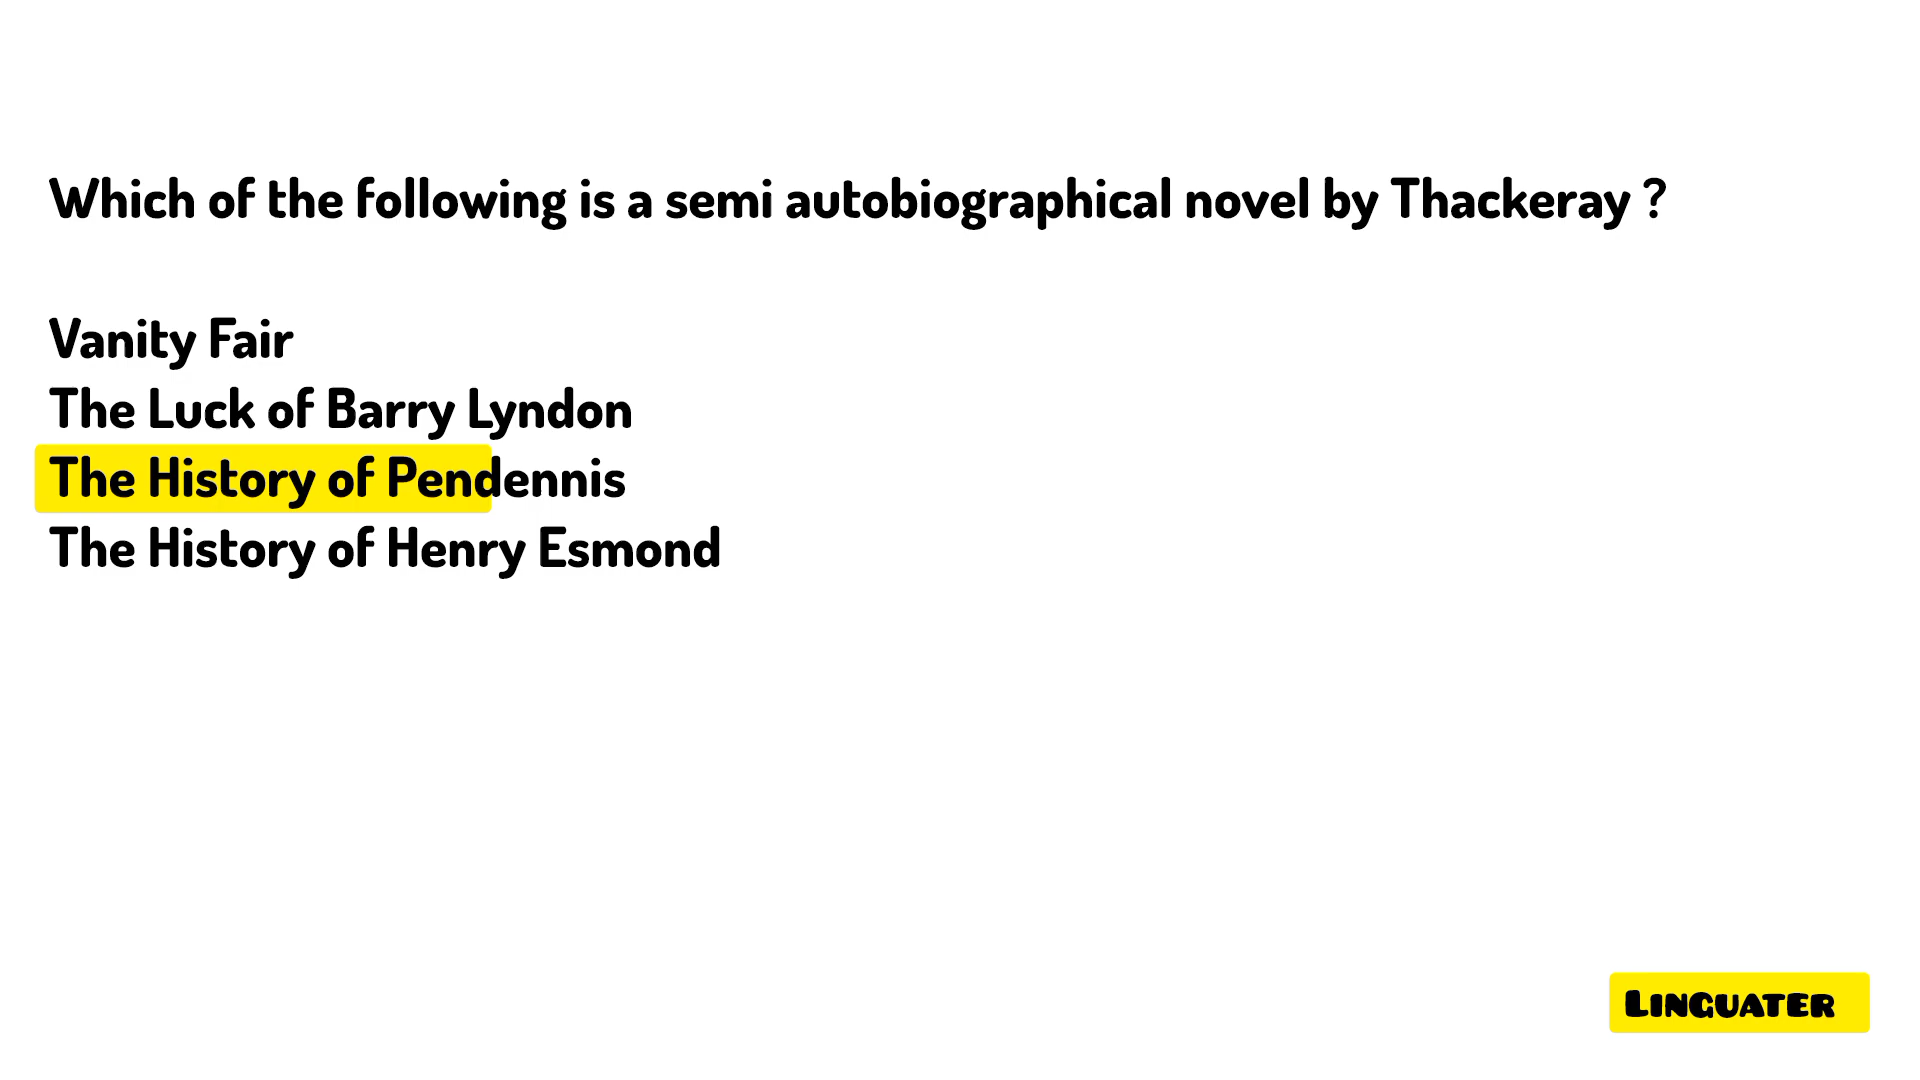 Which of the following is a semi autobiographical novel by Thackeray ?
Vanity Fair
The Luck of Barry Lyndon
The History of Pendennis
The History of Henry Esmond
LINGUATER